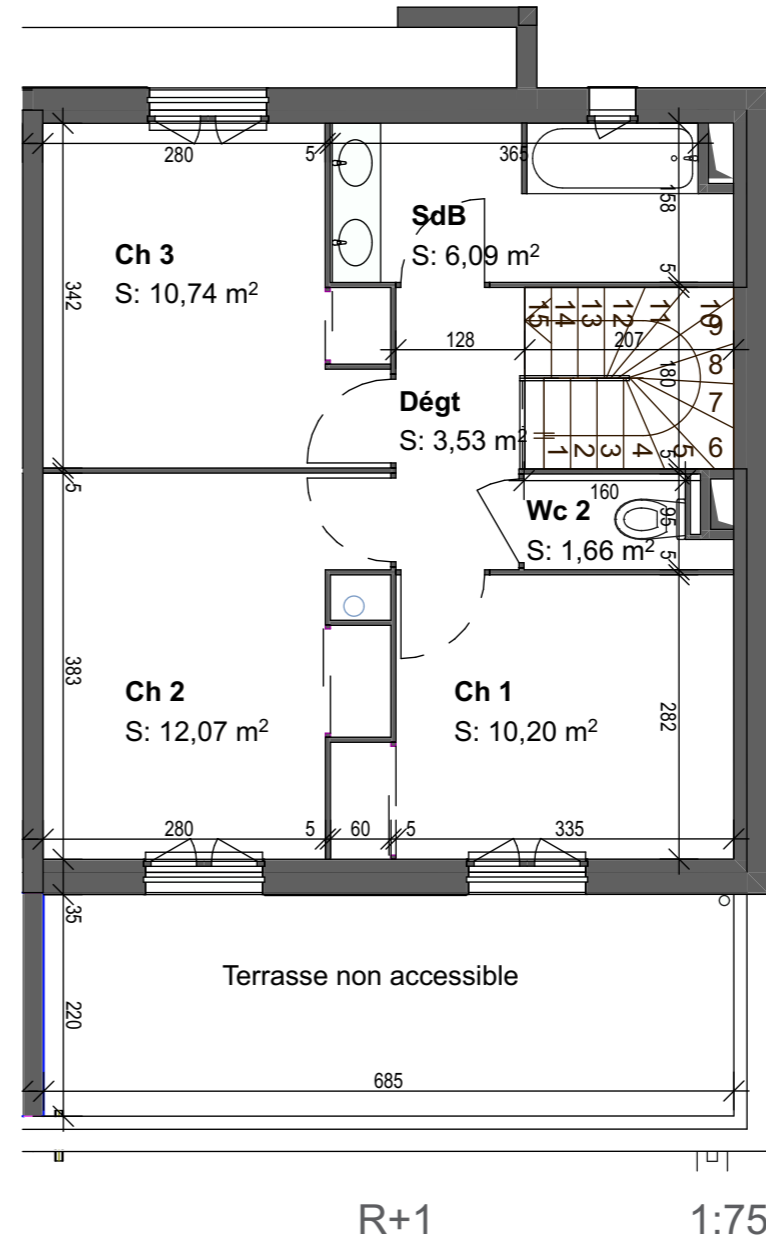 280
5
365
158
SdB
S: 6,09 m²
Ch 3
S: 10,74 m²
342
5
15
14
13
12
11
10
9
8
7
6
5
4
3
2
1
128
207
180
Dégt
S: 3,53 m²
5
5
160
Wc 2
S: 1,66 m²
95
5
383
Ch 2
S: 12,07 m²
Ch 1
S: 10,20 m²
282
280
5
60
5
335
35
Terrasse non accessible
220
685
R+1
1:75